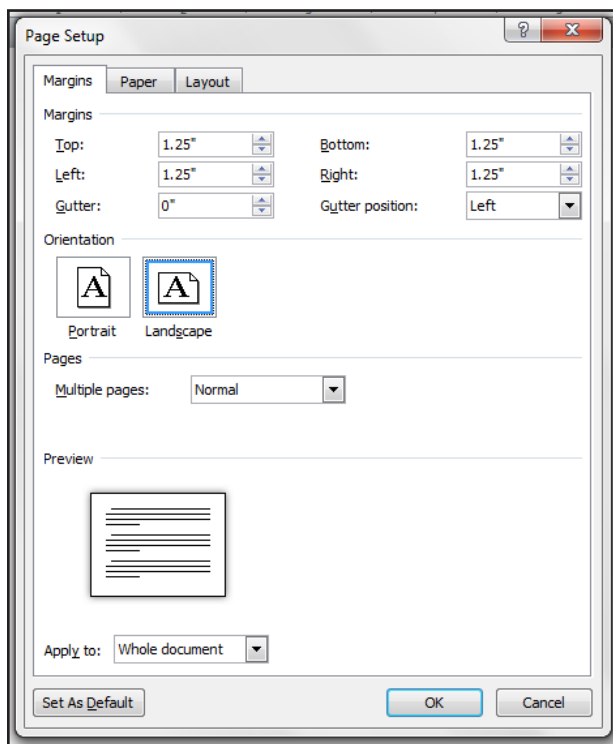 Page Setup
Margins Paper Layout
Margins
Top: 1.25" Bottom: 1.25"
Left: 1.25" Right: 1.25"
Gutter: 0" Gutter position: Left
Orientation
A A
Portrait Landscape
Pages
Multiple pages: Normal
Preview
Apply to: Whole document
Set As Default OK Cancel